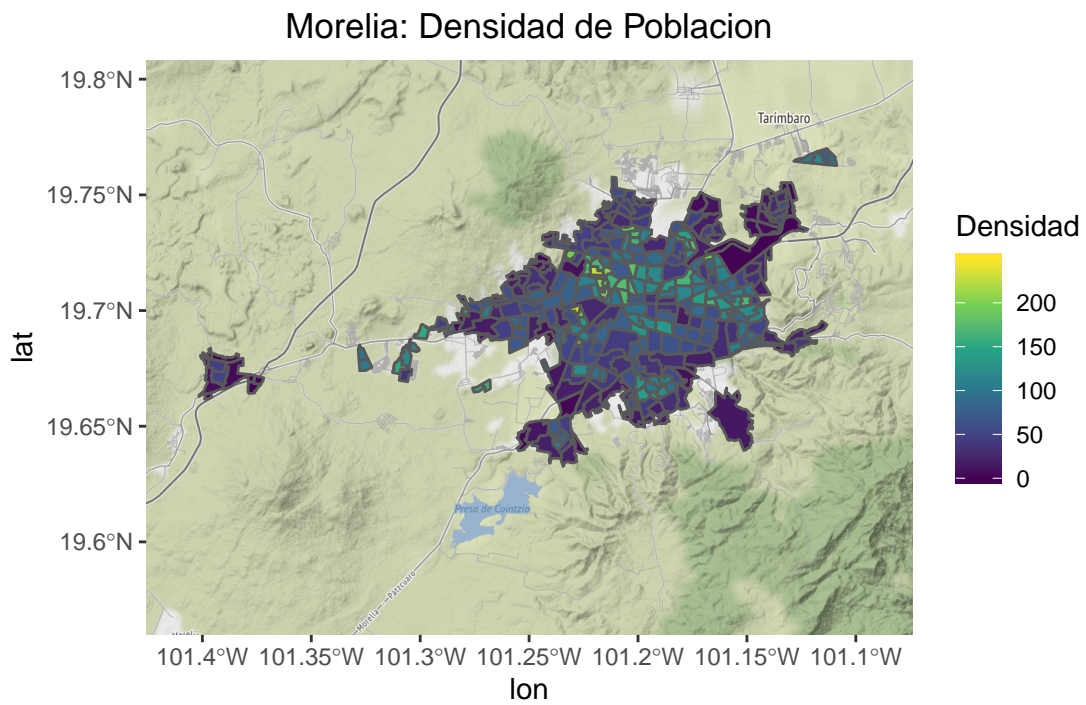 Morelia: Densidad de Poblacion
19.8°N
19.75°N
19.7°N
19.65°N
19.6°N
lat
Tarímbaro
Presa de Cointzio
Morelia - Pátzcuaro
101.4°W 101.35°W 101.3°W 101.25°W 101.2°W 101.15°W 101.1°W
lon
Densidad
200
150
100
50
0